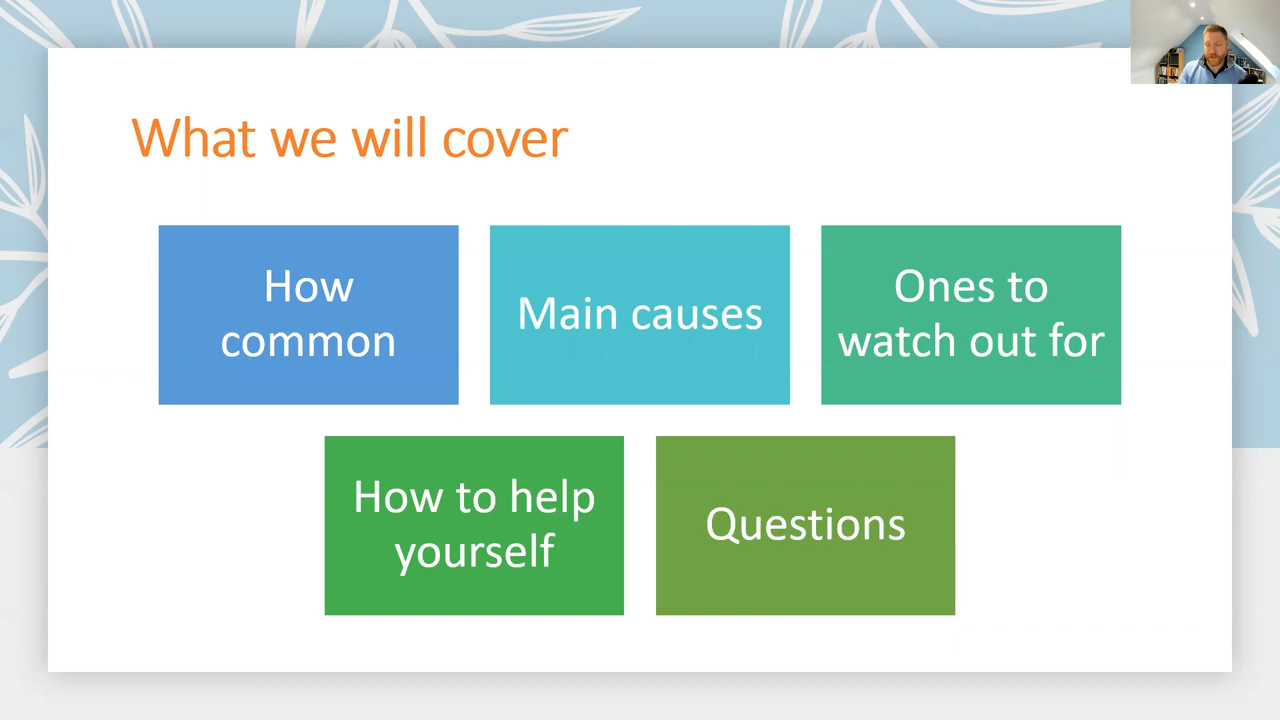 What we will cover
How
common
Main causes
Ones to
watch out for
How to help
yourself
Questions